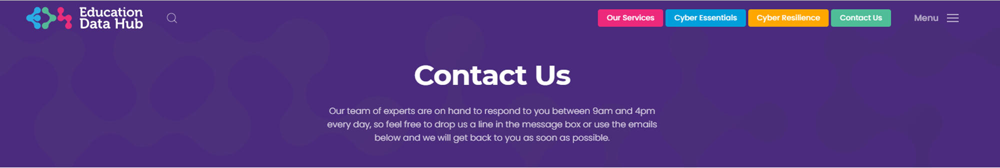 Education
Data Hub
Our Services
Cyber Essentials
Cyber Resilience
Contact Us
Menu
Contact Us
Our team of experts are on hand to respond to you between 9am and 4pm
every day, so feel free to drop us a line in the message box or use the emails
below and we will get back to you as soon as possible.